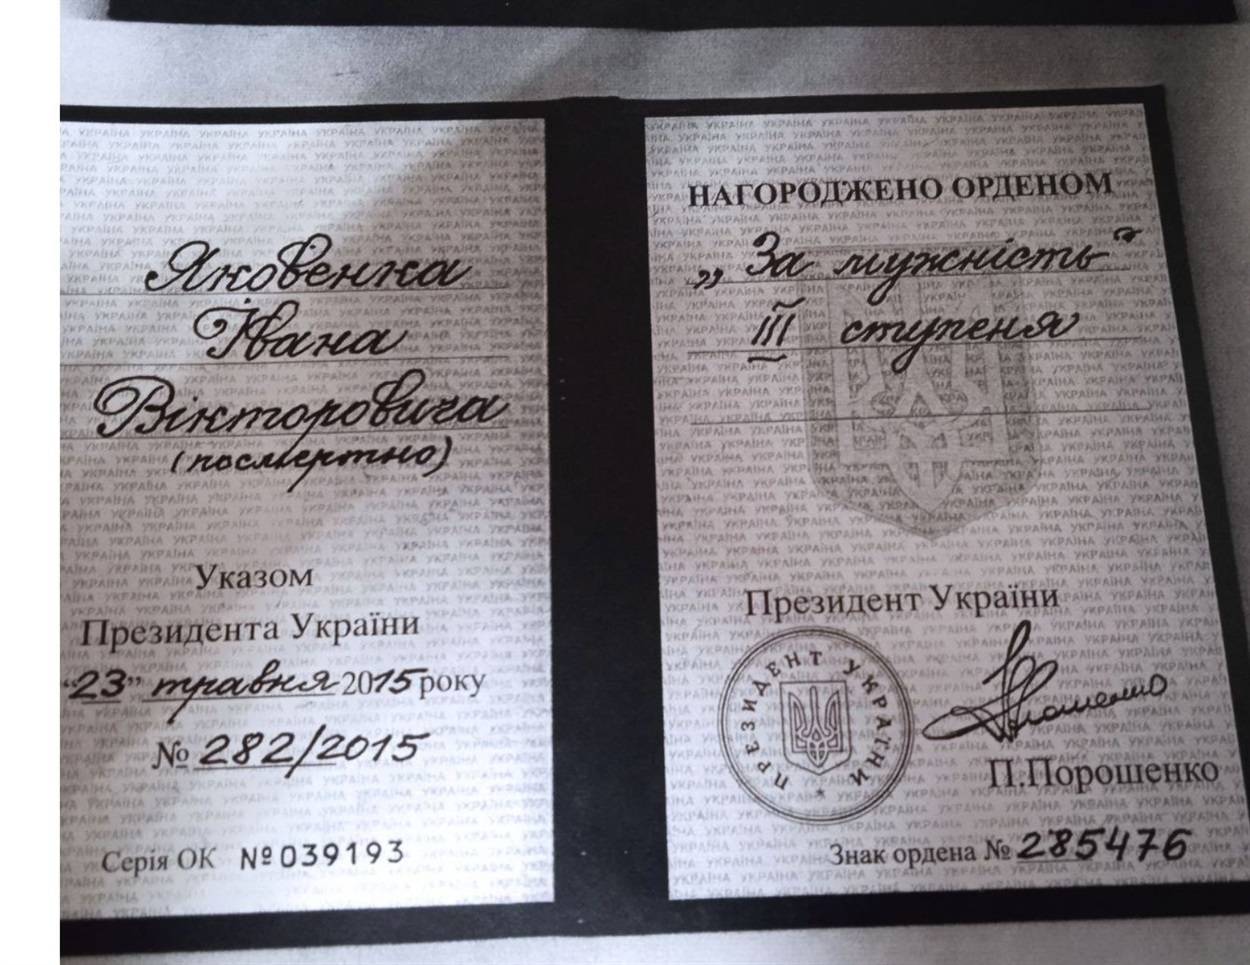 Яковенка
Івана
Вікторовича
(посмертно)
Указом
Президента України
“23” травня 2015 року
№ 282/2015
Серія ОК №039193
НАГОРОДЖЕНО ОРДЕНОМ
„За мужність“
ІІІ ступеня
Президент України
ПРЕЗИДЕНТ УКРАЇНИ
П.Порошенко
Знак ордена № 285476